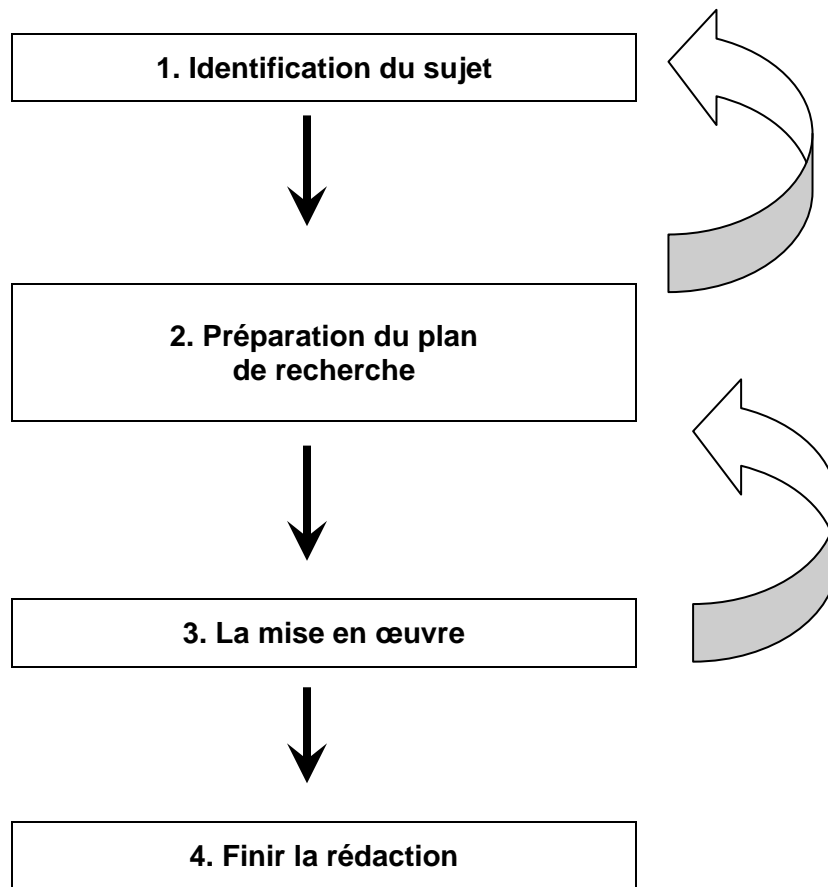 1. Identification du sujet
2. Préparation du plan
de recherche
3. La mise en œuvre
4. Finir la rédaction